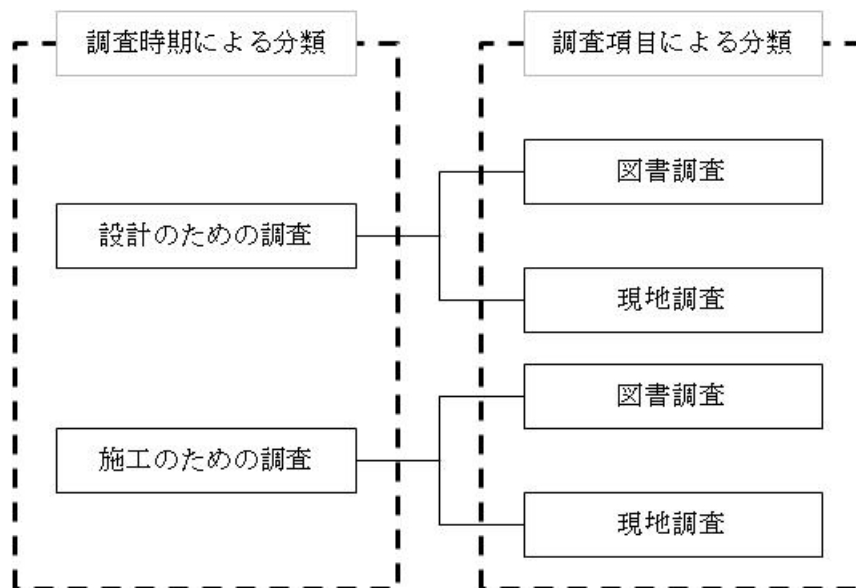 調査時期による分類
調査項目による分類
設計のための調査
図書調査
現地調査
施工のための調査
図書調査
現地調査